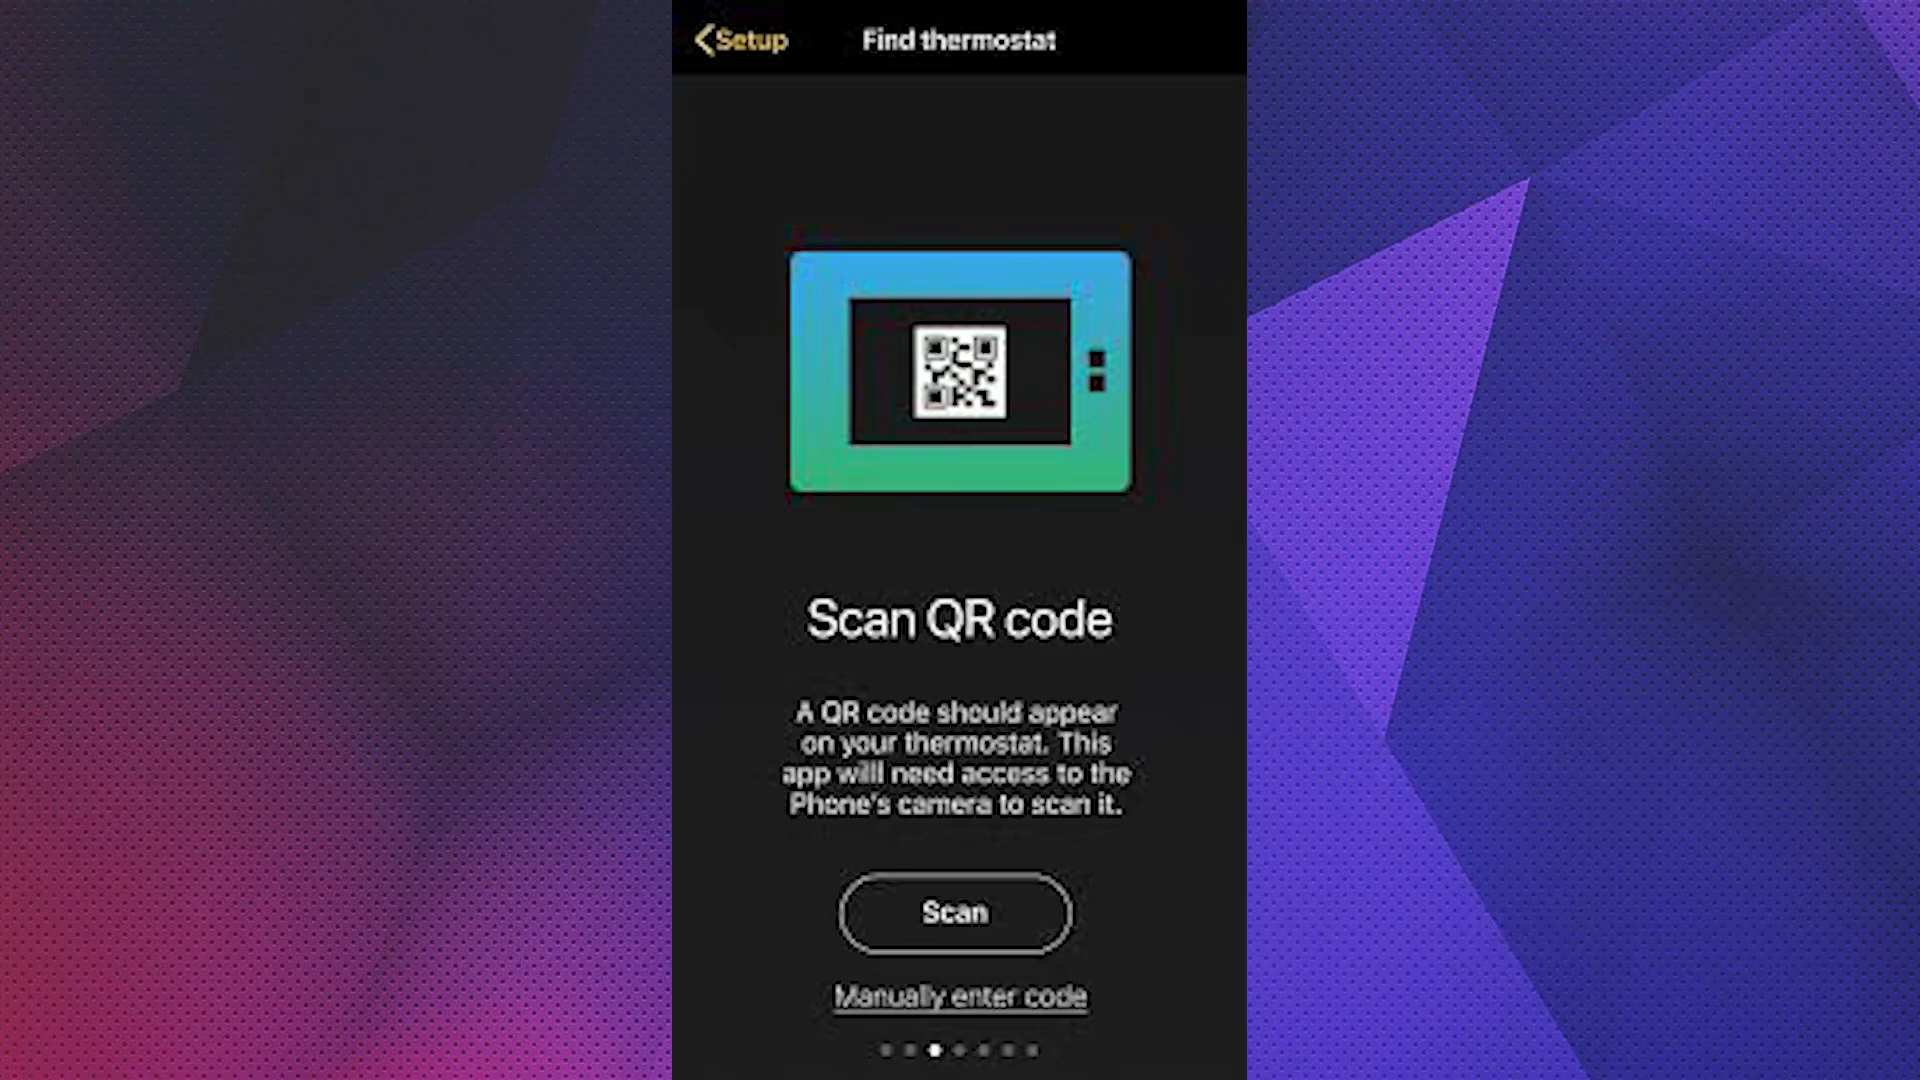 Setup
Find thermostat
Scan QR code
A QR code should appear
on your thermostat. This
app will need access to the
Phone's camera to scan it.
Scan
Manually enter code